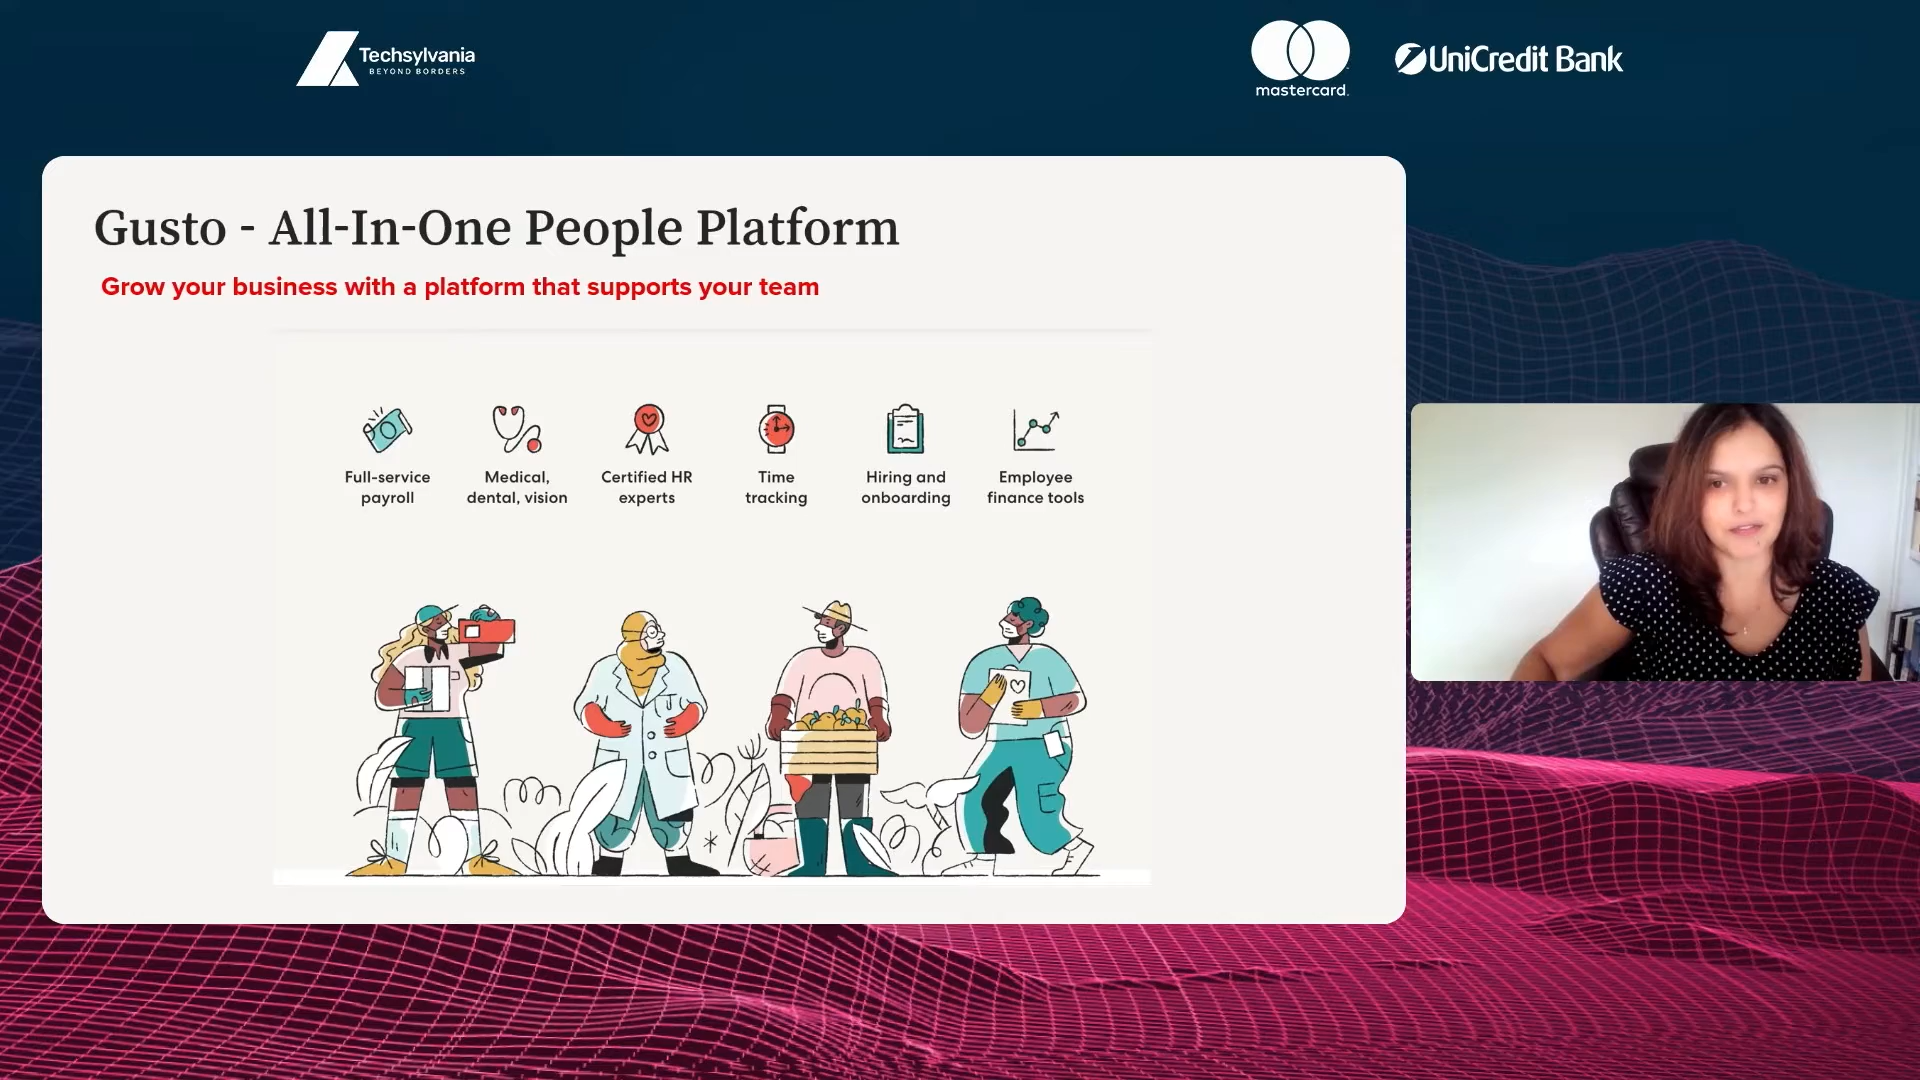 Techsylvania
BEYOND BORDERS
mastercard.
UniCredit Bank
Gusto - All-In-One People Platform
Grow your business with a platform that supports your team
Full-service
payroll
Medical,
dental, vision
Certified HR
experts
Time
tracking
Hiring and
onboarding
Employee
finance tools